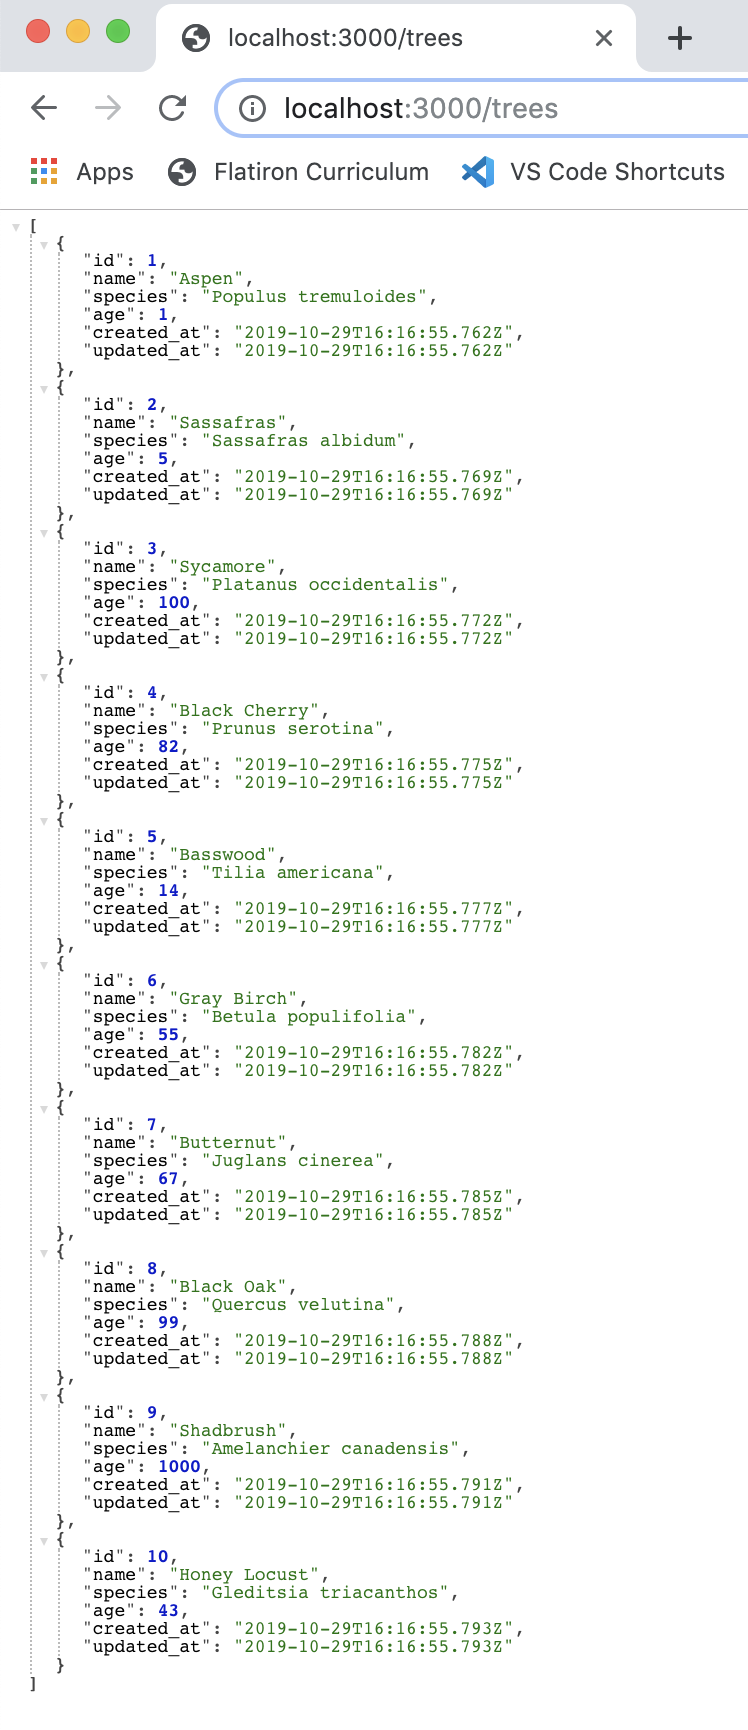 localhost:3000/trees
localhost:3000/trees
Apps Flatiron Curriculum VS Code Shortcuts
[
{
"id": 1,
"name": "Aspen",
"species": "Populus tremuloides",
"age": 1,
"created_at": "2019-10-29T16:16:55.762Z",
"updated_at": "2019-10-29T16:16:55.762Z"
},
{
"id": 2,
"name": "Sassafras",
"species": "Sassafras albidum",
"age": 5,
"created_at": "2019-10-29T16:16:55.769Z",
"updated_at": "2019-10-29T16:16:55.769Z"
},
{
"id": 3,
"name": "Sycamore",
"species": "Platanus occidentalis",
"age": 100,
"created_at": "2019-10-29T16:16:55.772Z",
"updated_at": "2019-10-29T16:16:55.772Z"
},
{
"id": 4,
"name": "Black Cherry",
"species": "Prunus serotina",
"age": 82,
"created_at": "2019-10-29T16:16:55.775Z",
"updated_at": "2019-10-29T16:16:55.775Z"
},
{
"id": 5,
"name": "Basswood",
"species": "Tilia americana",
"age": 14,
"created_at": "2019-10-29T16:16:55.777Z",
"updated_at": "2019-10-29T16:16:55.777Z"
},
{
"id": 6,
"name": "Gray Birch",
"species": "Betula populifolia",
"age": 55,
"created_at": "2019-10-29T16:16:55.782Z",
"updated_at": "2019-10-29T16:16:55.782Z"
},
{
"id": 7,
"name": "Butternut",
"species": "Juglans cinerea",
"age": 67,
"created_at": "2019-10-29T16:16:55.785Z",
"updated_at": "2019-10-29T16:16:55.785Z"
},
{
"id": 8,
"name": "Black Oak",
"species": "Quercus velutina",
"age": 99,
"created_at": "2019-10-29T16:16:55.788Z",
"updated_at": "2019-10-29T16:16:55.788Z"
},
{
"id": 9,
"name": "Shadbrush",
"species": "Amelanchier canadensis",
"age": 1000,
"created_at": "2019-10-29T16:16:55.791Z",
"updated_at": "2019-10-29T16:16:55.791Z"
},
{
"id": 10,
"name": "Honey Locust",
"species": "Gleditsia triacanthos",
"age": 43,
"created_at": "2019-10-29T16:16:55.793Z",
"updated_at": "2019-10-29T16:16:55.793Z"
}
]